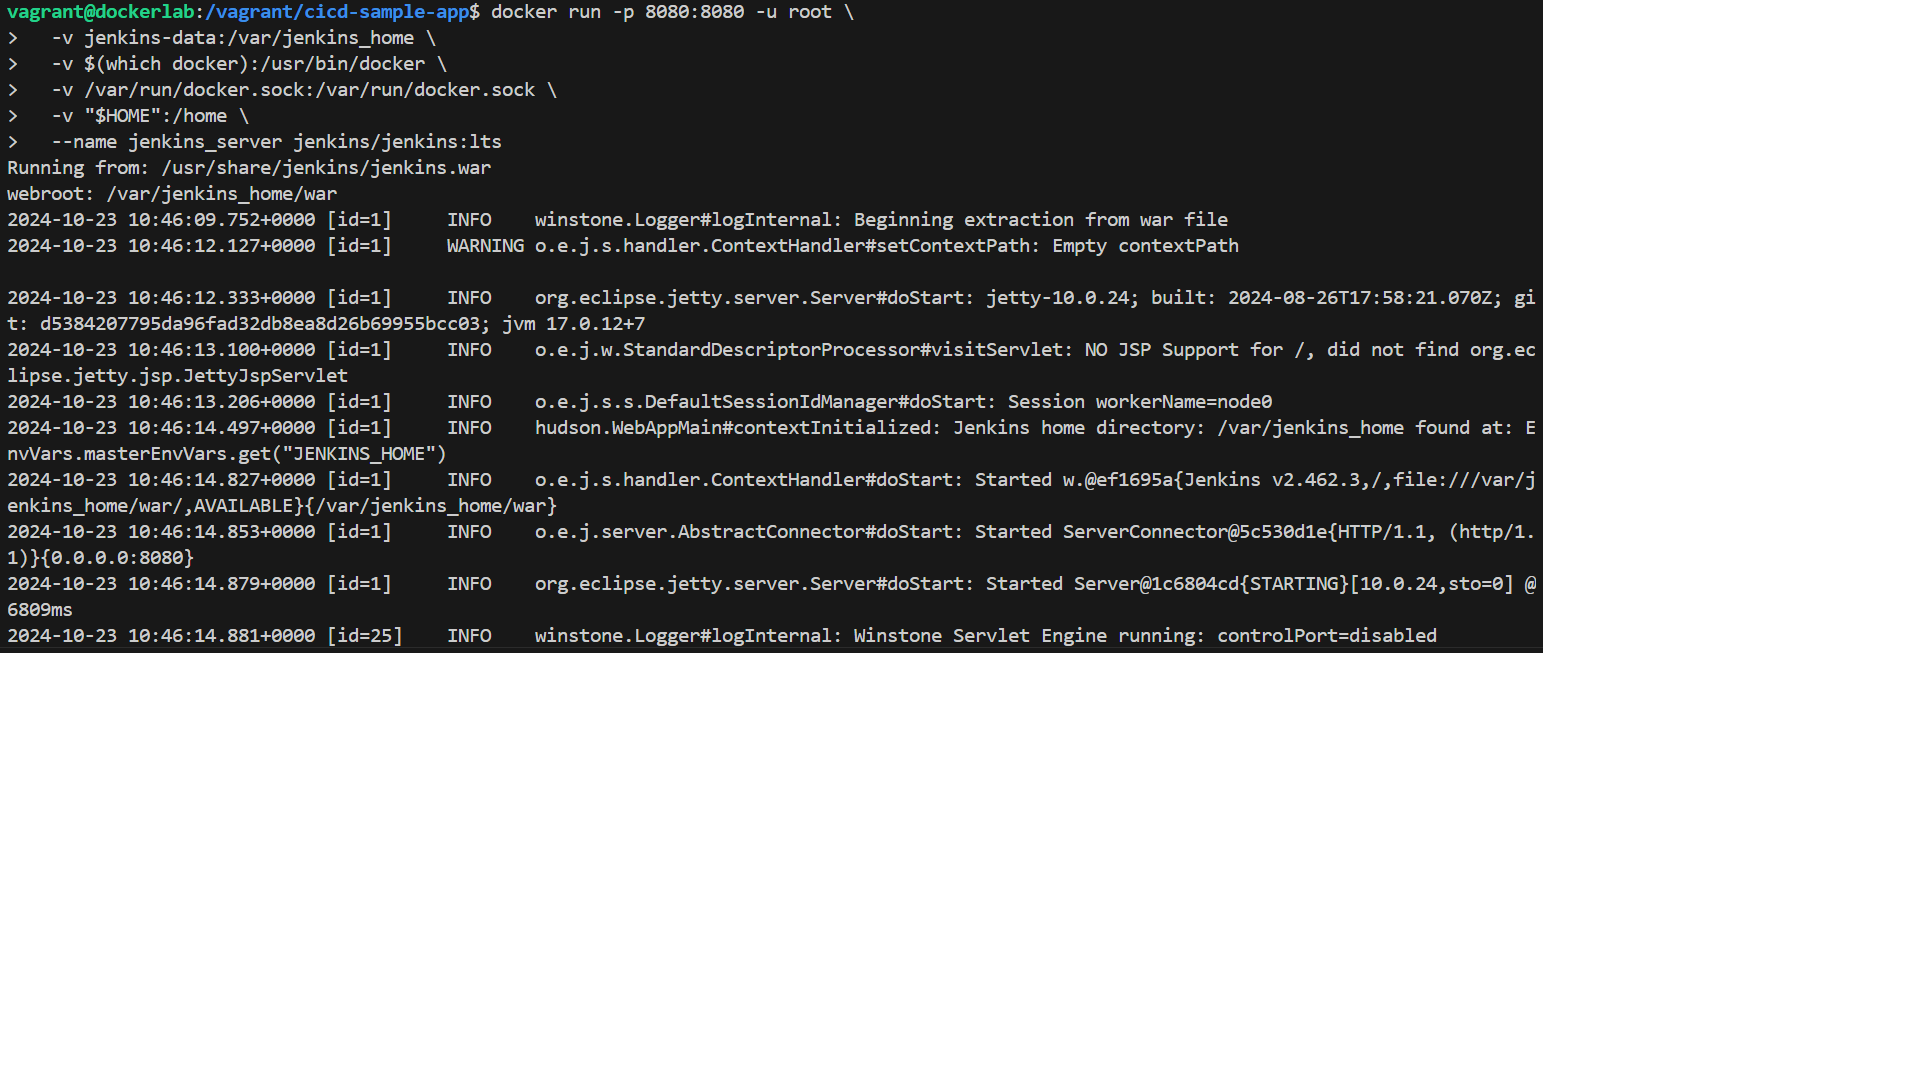 vagrant@dockerlab:/vagrant/cicd-sample-app$ docker run -p 8080:8080 -u root \
>   -v jenkins-data:/var/jenkins_home \
>   -v $(which docker):/usr/bin/docker \
>   -v /var/run/docker.sock:/var/run/docker.sock \
>   -v "$HOME":/home \
>   --name jenkins_server jenkins/jenkins:lts
Running from: /usr/share/jenkins/jenkins.war
webroot: /var/jenkins_home/war
2024-10-23 10:46:09.752+0000 [id=1]     INFO    winstone.Logger#logInternal: Beginning extraction from war file
2024-10-23 10:46:12.127+0000 [id=1]     WARNING o.e.j.s.handler.ContextHandler#setContextPath: Empty contextPath
2024-10-23 10:46:12.333+0000 [id=1]     INFO    org.eclipse.jetty.server.Server#doStart: jetty-10.0.24; built: 2024-08-26T17:58:21.070Z; gi
t: d5384207795da96fad32db8ea8d26b69955bcc03; jvm 17.0.12+7
2024-10-23 10:46:13.100+0000 [id=1]     INFO    o.e.j.w.StandardDescriptorProcessor#visitServlet: NO JSP Support for /, did not find org.ec
lipse.jetty.jsp.JettyJspServlet
2024-10-23 10:46:13.206+0000 [id=1]     INFO    o.e.j.s.s.DefaultSessionIdManager#doStart: Session workerName=node0
2024-10-23 10:46:14.497+0000 [id=1]     INFO    hudson.WebAppMain#contextInitialized: Jenkins home directory: /var/jenkins_home found at: E
nvVars.masterEnvVars.get("JENKINS_HOME")
2024-10-23 10:46:14.827+0000 [id=1]     INFO    o.e.j.s.handler.ContextHandler#doStart: Started w.@ef1695a{Jenkins v2.462.3,/,file:///var/j
enkins_home/war/,AVAILABLE}{/var/jenkins_home/war}
2024-10-23 10:46:14.853+0000 [id=1]     INFO    o.e.j.server.AbstractConnector#doStart: Started ServerConnector@5c530d1e{HTTP/1.1, (http/1.
1)}{0.0.0.0:8080}
2024-10-23 10:46:14.879+0000 [id=1]     INFO    org.eclipse.jetty.server.Server#doStart: Started Server@1c6804cd{STARTING}[10.0.24,sto=0] @
6809ms
2024-10-23 10:46:14.881+0000 [id=25]    INFO    winstone.Logger#logInternal: Winstone Servlet Engine running: controlPort=disabled